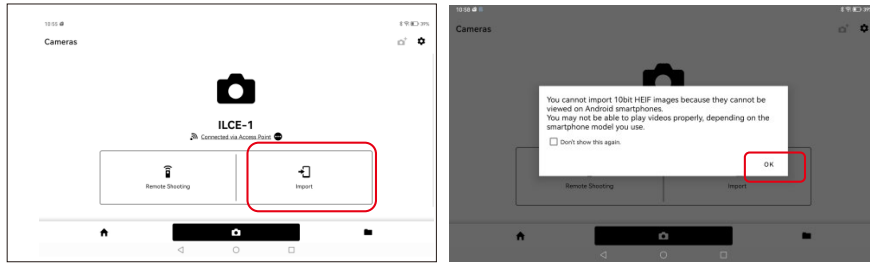 10:55
39%
Cameras
ILCE-1
Connected via Access Point
Remote Shooting
Import
10:58
39%
Cameras
You cannot import 10bit HEIF images because they cannot be
viewed on Android smartphones.
You may not be able to play videos properly, depending on the
smartphone model you use.
Don't show this again.
OK
Remote Shooting
Import